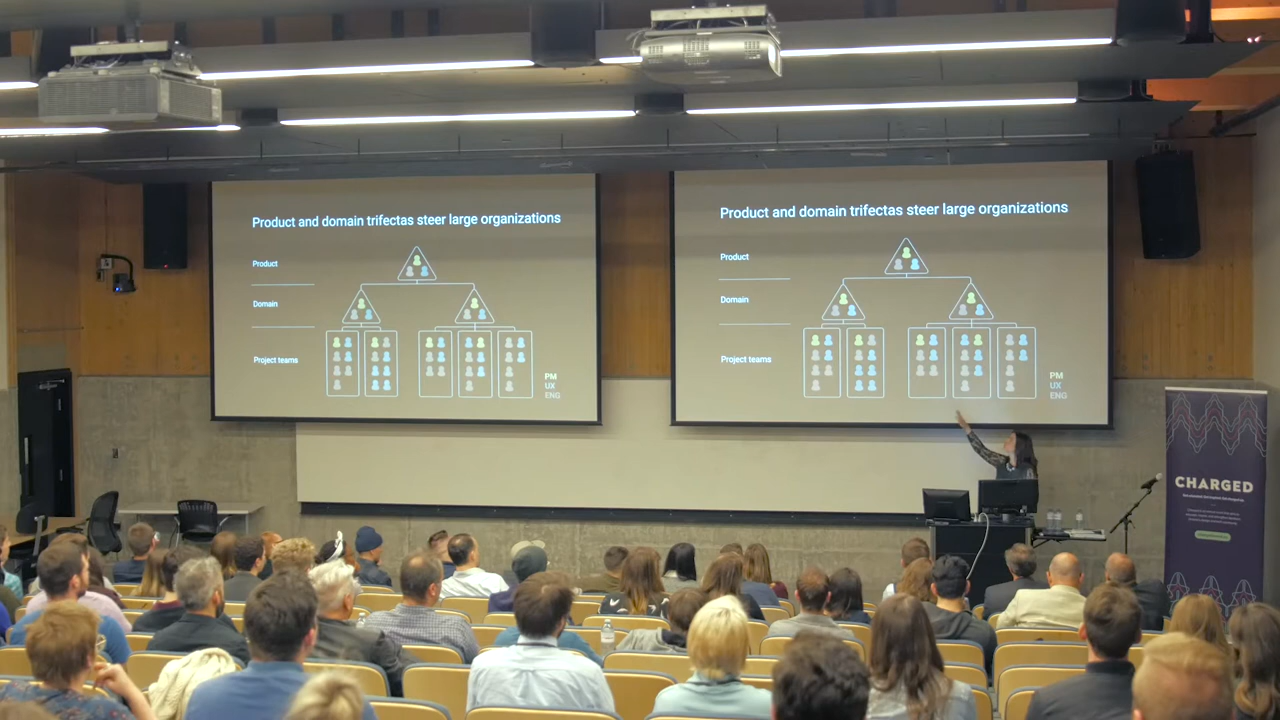 Product and domain trifectas steer large organizations
Product
Domain
Project teams
PM
UX
ENG
Product and domain trifectas steer large organizations
Product
Domain
Project teams
PM
UX
ENG
CHARGED